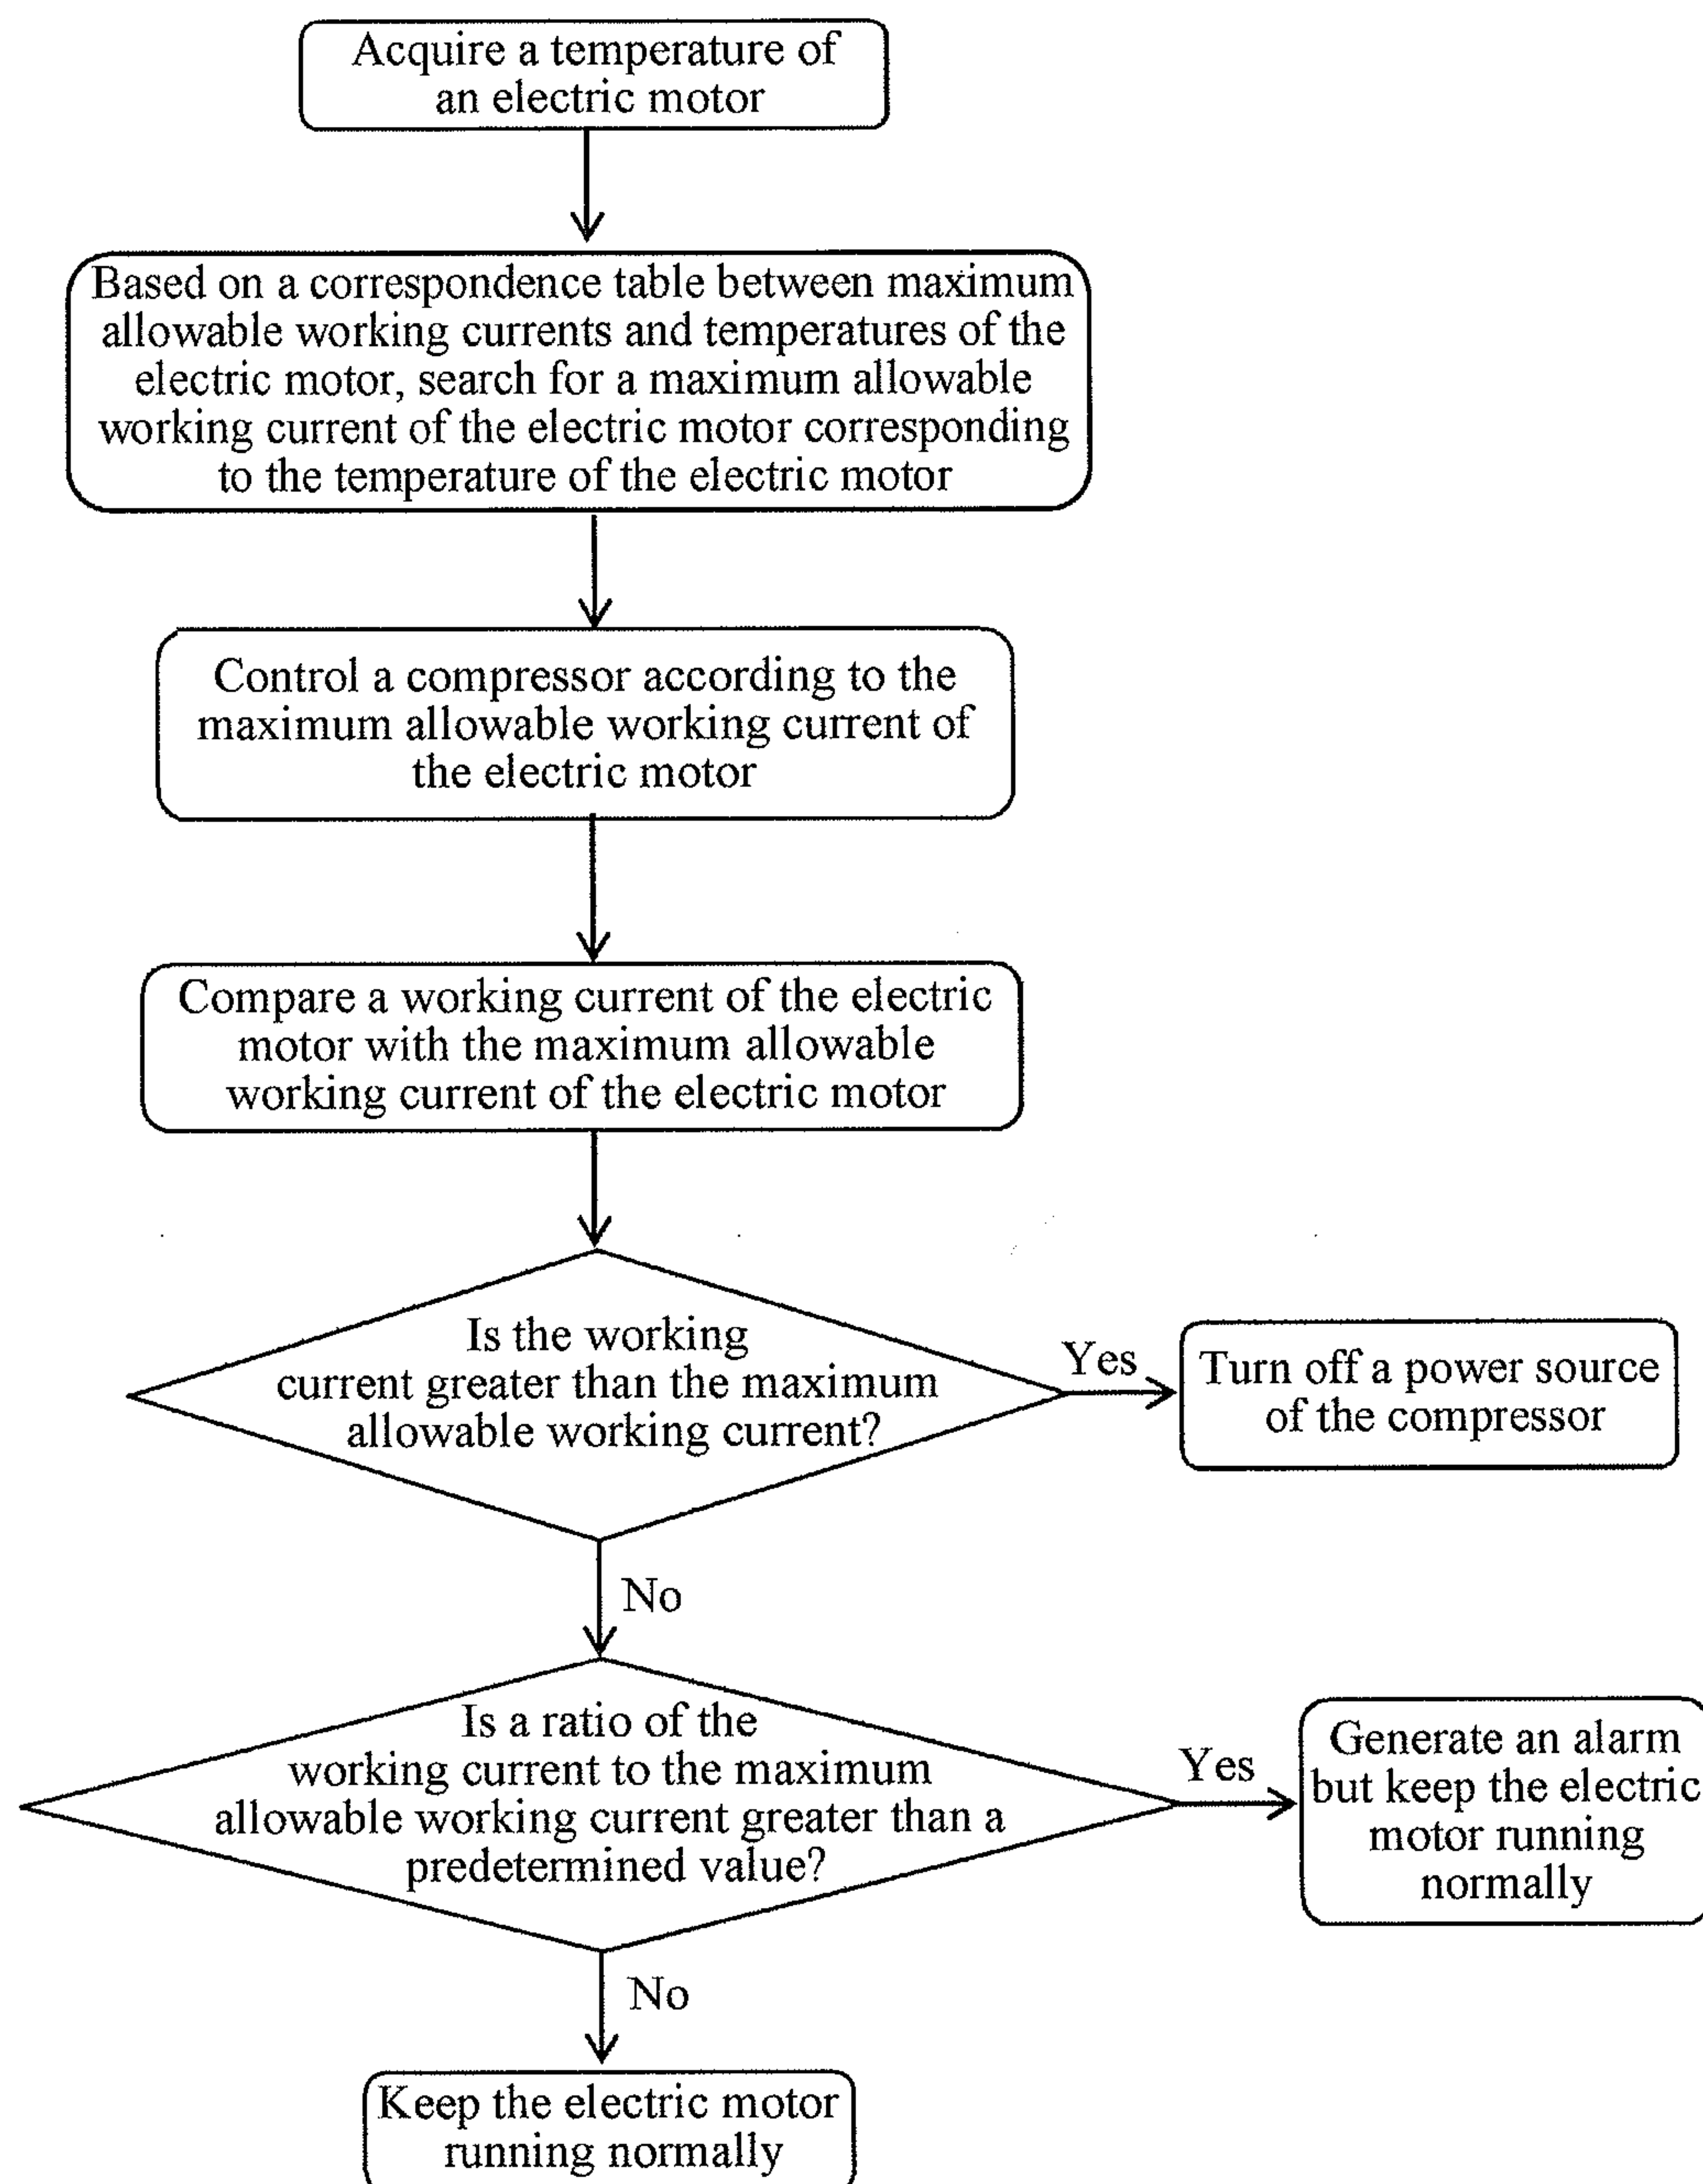 Acquire a temperature of
an electric motor
Based on a correspondence table between maximum
allowable working currents and temperatures of the
electric motor, search for a maximum allowable
working current of the electric motor corresponding
to the temperature of the electric motor
Control a compressor according to the
maximum allowable working current of
the electric motor
Compare a working current of the electric
motor with the maximum allowable
working current of the electric motor
Is the working
current greater than the maximum
allowable working current?
Yes
Turn off a power source
of the compressor
No
Is a ratio of the
working current to the maximum
allowable working current greater than a
predetermined value?
Yes
Generate an alarm
but keep the electric
motor running
normally
No
Keep the electric motor
running normally